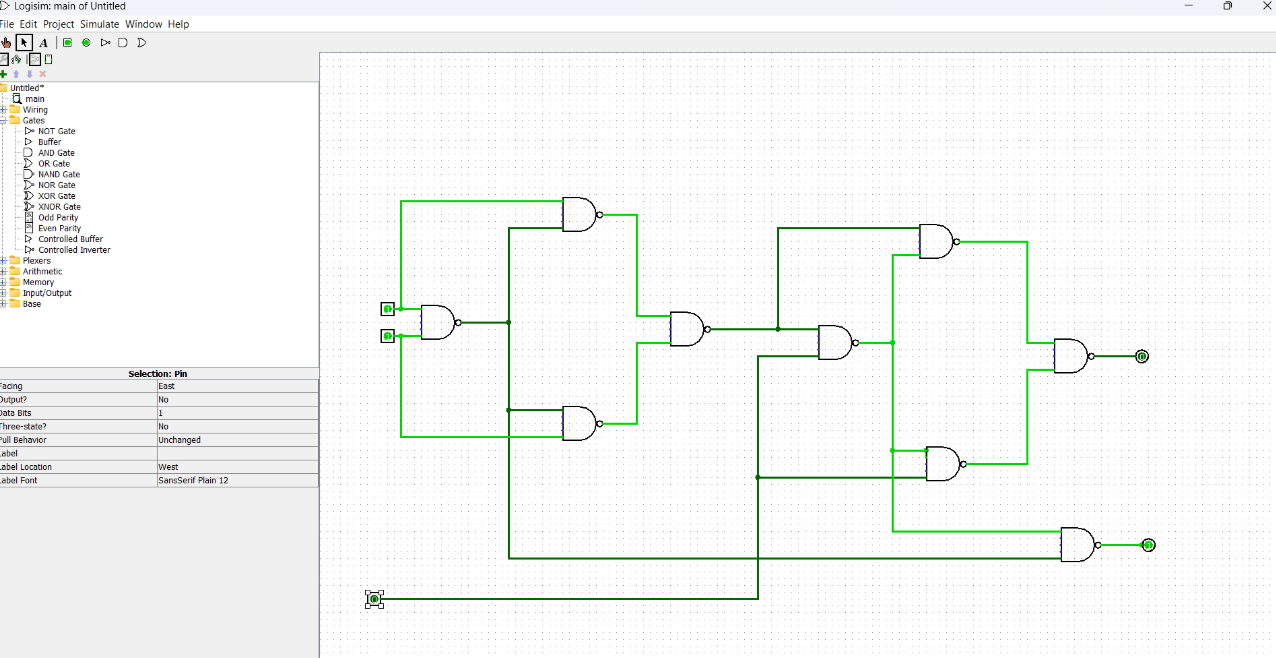 Logisim: main of Untitled
File Edit Project Simulate Window Help
A
Untitled*
main
Wiring
Gates
NOT Gate
Buffer
AND Gate
OR Gate
NAND Gate
NOR Gate
XOR Gate
XNOR Gate
Odd Parity
Even Parity
Controlled Buffer
Controlled Inverter
Plexers
Arithmetic
Memory
Input/Output
Base
Selection: Pin
Facing East
Output? No
Data Bits 1
Three-state? No
Pull Behavior Unchanged
Label
Label Location West
Label Font SansSerif Plain 12
1
1
0
0
1